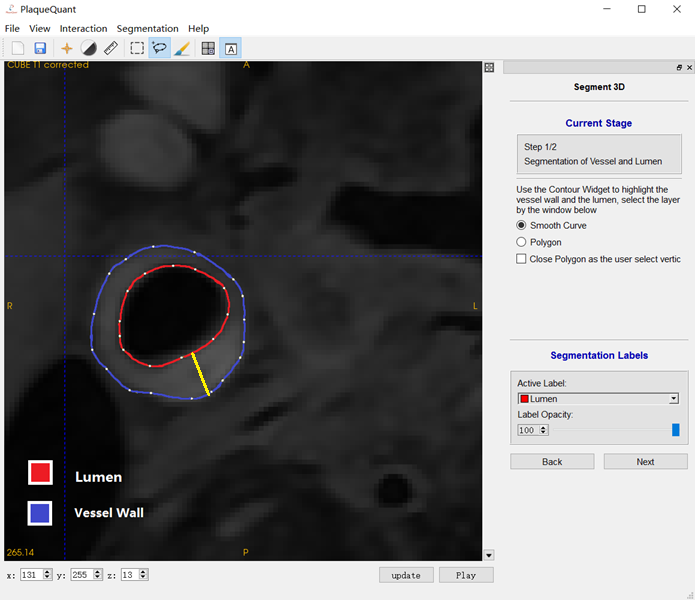 PlaqueQuant
File View Interaction Segmentation Help
A
CUBE T1 corrected
A
R
L
Lumen
Vessel Wall
265.14
P
x: 131 y: 255 z: 13
update
Play
Segment 3D
Current Stage
Step 1/2
Segmentation of Vessel and Lumen
Use the Contour Widget to highlight the
vessel wall and the lumen, select the layer
by the window below
Smooth Curve
Polygon
Close Polygon as the user select vertic
Segmentation Labels
Active Label:
Lumen
Label Opacity:
100
Back
Next